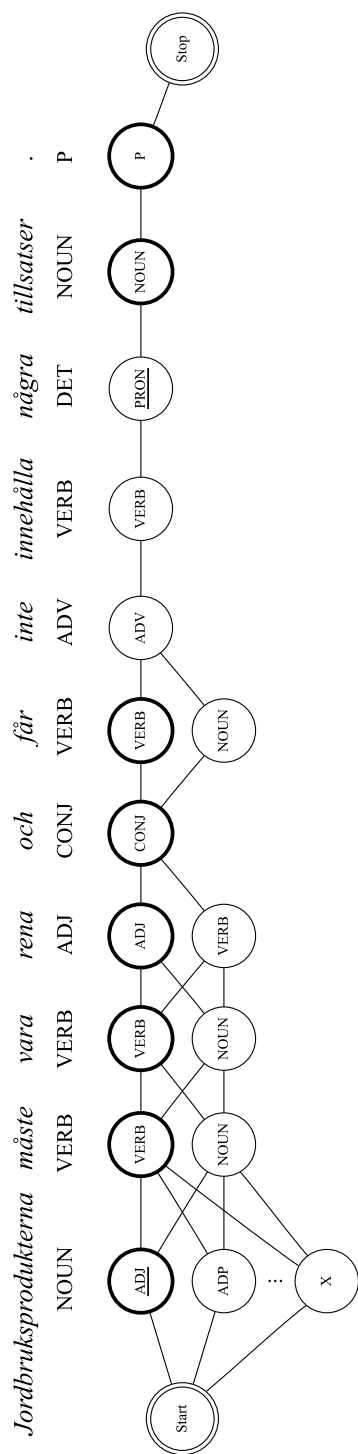 Jordbruksprodukterna måste vara rena och får inte innehålla några tillsatser .
NOUN VERB VERB ADJ CONJ VERB ADV VERB DET NOUN P
Start ADJ VERB VERB ADJ CONJ VERB ADV VERB PRON NOUN P Stop
ADP NOUN NOUN VERB NOUN
...
X